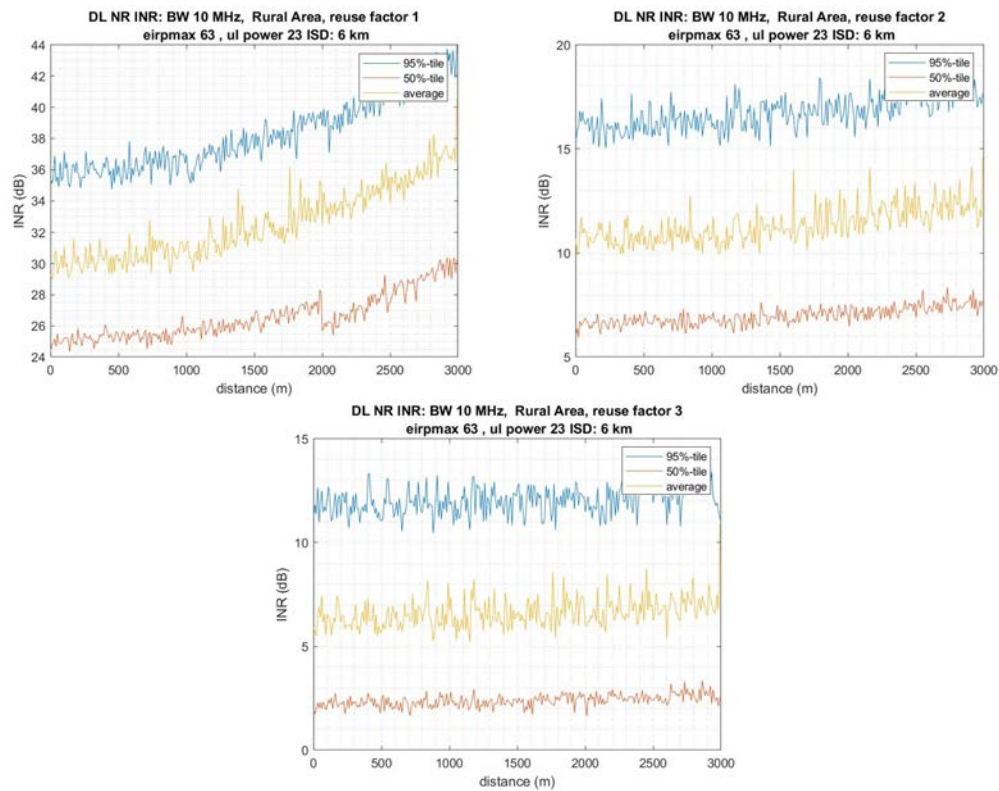 DL NR INR: BW 10 MHz, Rural Area, reuse factor 1
eirpmax 63 , ul power 23 ISD: 6 km
44
42
40
38
36
34
32
30
28
26
24
INR (dB)
95%-tile
50%-tile
average
0
500
1000
1500
2000
2500
3000
distance (m)
DL NR INR: BW 10 MHz, Rural Area, reuse factor 2
eirpmax 63 , ul power 23 ISD: 6 km
20
15
10
5
INR (dB)
95%-tile
50%-tile
average
0
500
1000
1500
2000
2500
3000
distance (m)
DL NR INR: BW 10 MHz, Rural Area, reuse factor 3
eirpmax 63 , ul power 23 ISD: 6 km
15
10
5
0
INR (dB)
95%-tile
50%-tile
average
0
500
1000
1500
2000
2500
3000
distance (m)